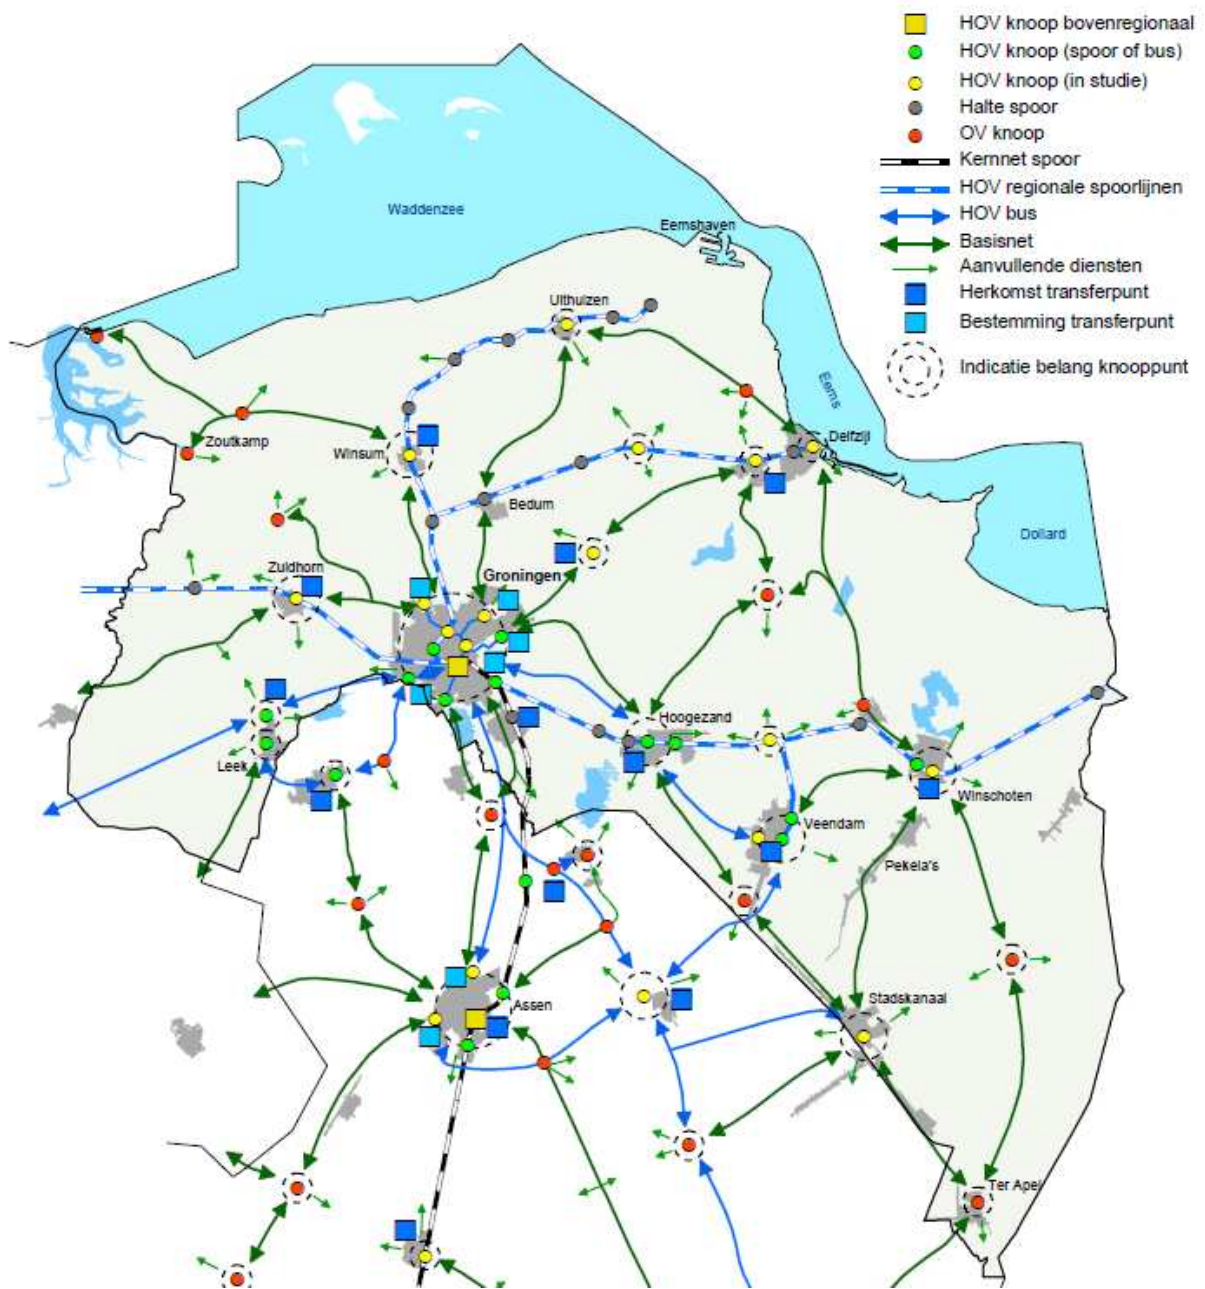 HOV knoop bovenregionaal
HOV knoop (spoor of bus)
HOV knoop (in studie)
Halte spoor
OV knoop
Kernnet spoor
HOV regionale spoorlijnen
HOV bus
Basisnet
Aanvullende diensten
Herkomst transferpunt
Bestemming transferpunt
Indicatie belang knooppunt
Waddenzee
Eemshaven
Uithuizen
Eems
Zoutkamp
Winsum
Delfzijl
Bedum
Dollard
Zuidhorn
Groningen
Hoogezand
Leek
Winschoten
Veendam
Pekela's
Stadskanaal
Assen
Ter Apel